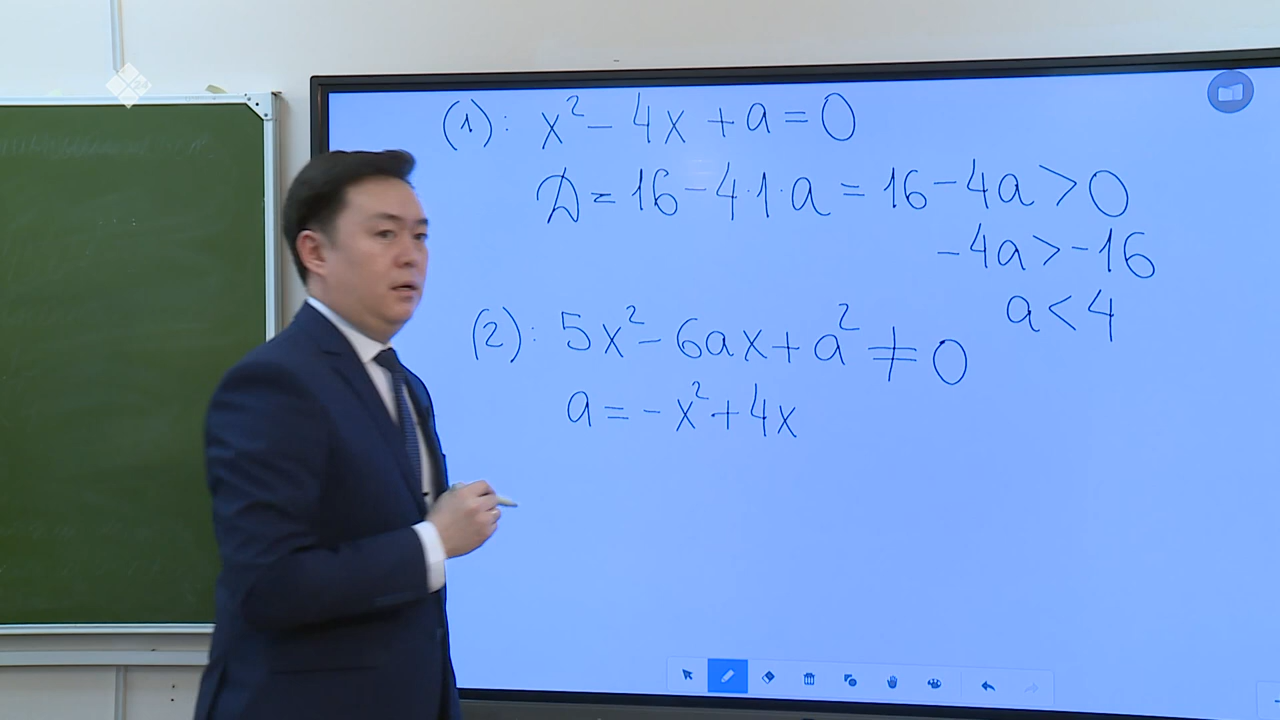 (1): x² - 4x + a = 0
D = 16 - 4·1·a = 16 - 4a > 0
-4a > -16
a < 4
(2): 5x² - 6ax + a² ≠ 0
a = -x² + 4x